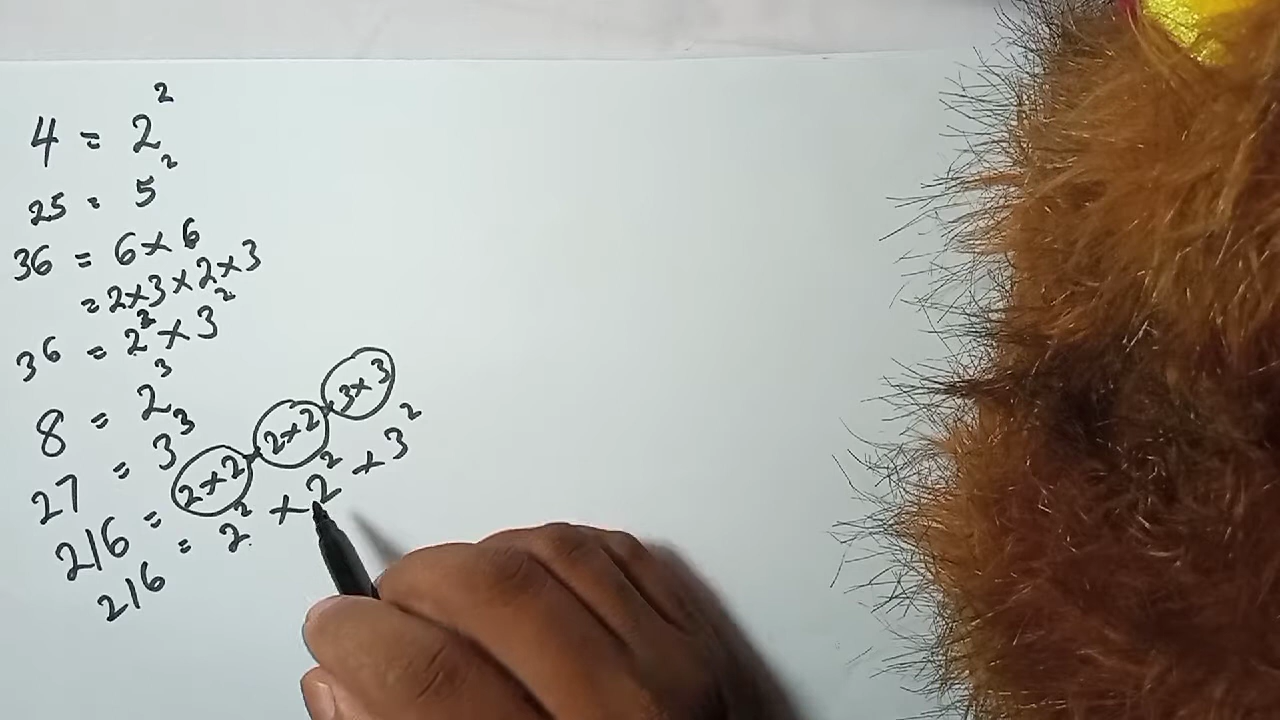 4 = 2²
25 = 5²
36 = 6 × 6
= 2×3×2×3
36 = 2² × 3²
8 = 2³
27 = 3³
216 = 2×2 × 2×2 × 3×3
216 = 2² × 2² × 3²